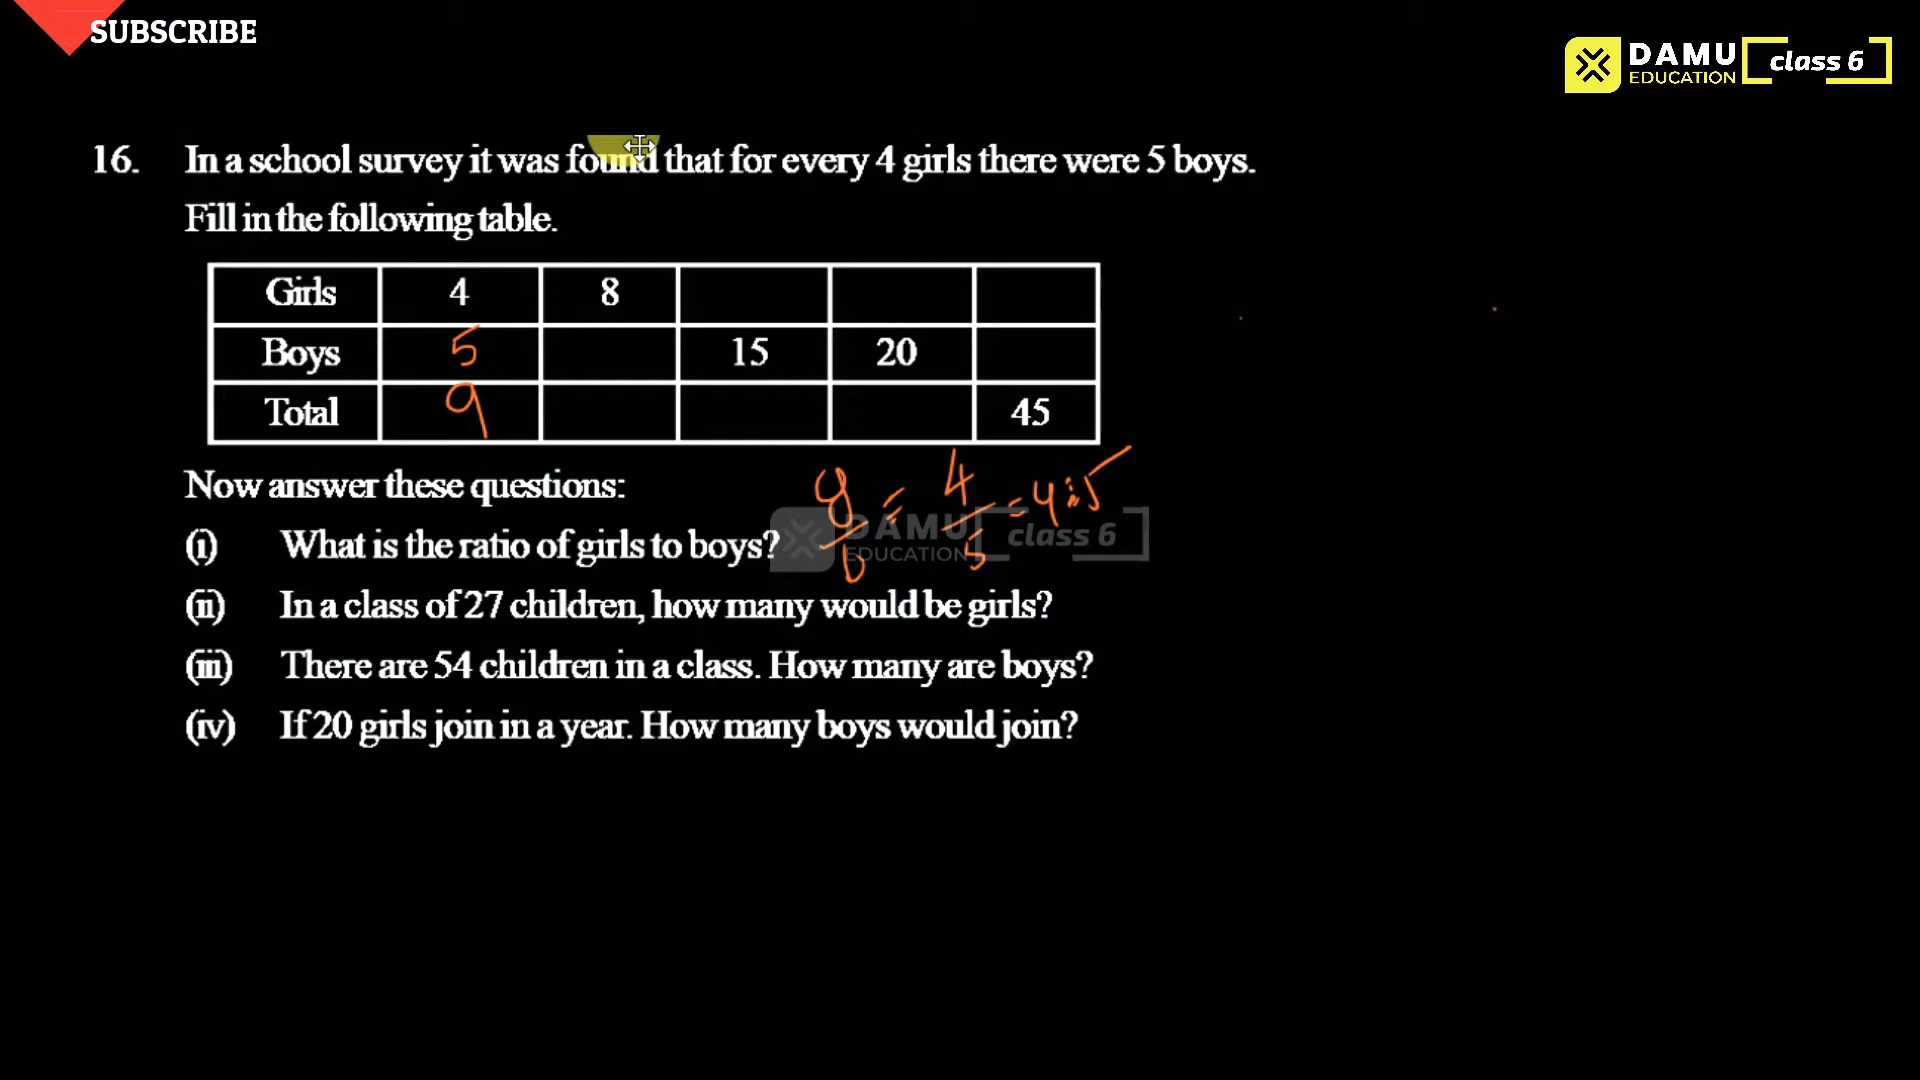 SUBSCRIBE
DAMU
EDUCATION
class 6
16. In a school survey it was found that for every 4 girls there were 5 boys.
Fill in the following table.
Girls 4 8
Boys 5 15 20
Total 9 45
Now answer these questions:
g/b = 4/5 = 4:5
(i) What is the ratio of girls to boys?
DAMU
EDUCATION
class 6
(ii) In a class of 27 children, how many would be girls?
(iii) There are 54 children in a class. How many are boys?
(iv) If 20 girls join in a year. How many boys would join?